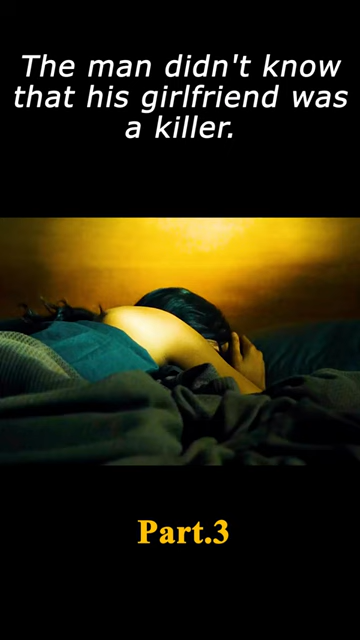 The man didn't know
that his girlfriend was
a killer.
Part.3